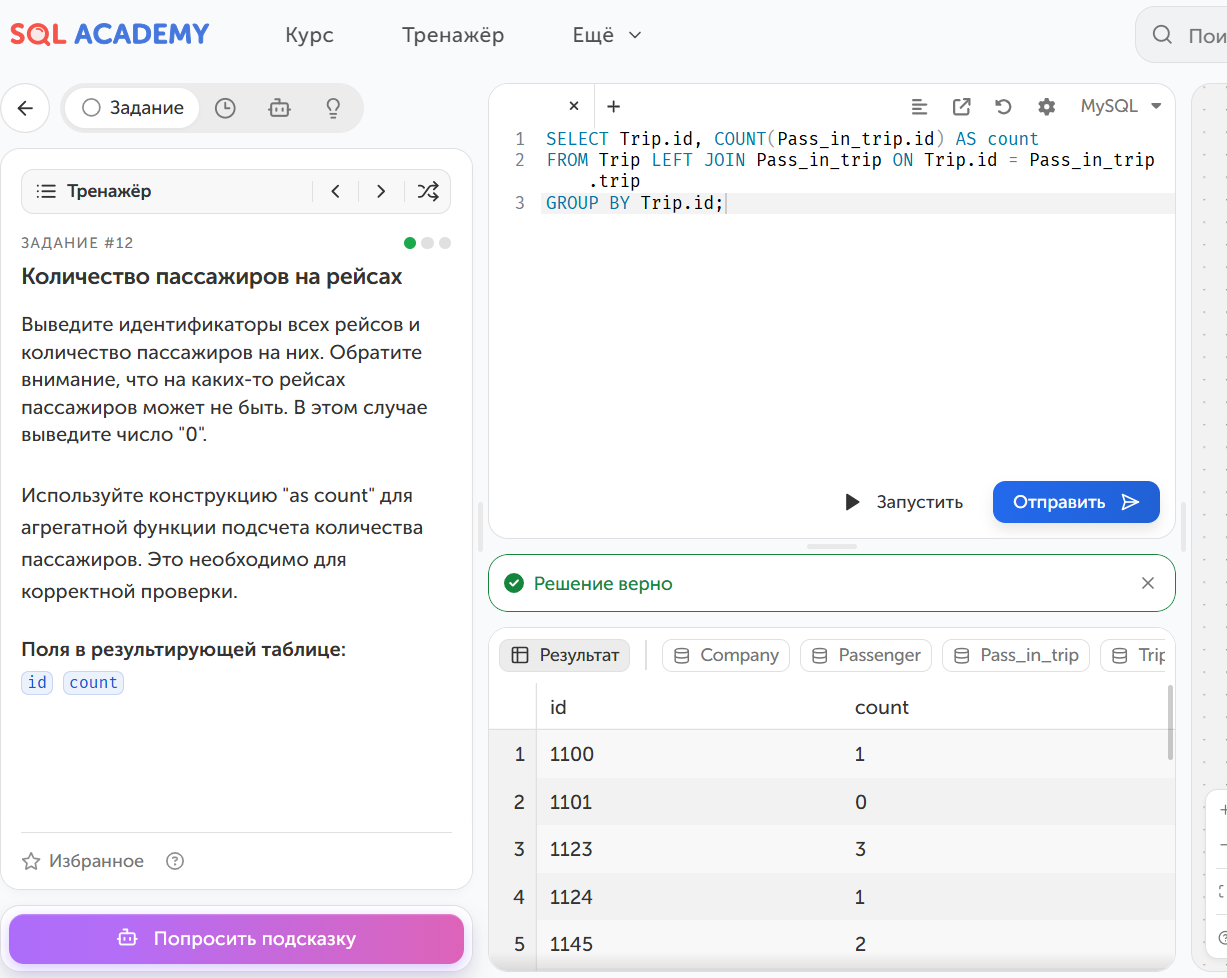 SQL ACADEMY
Курс
Тренажёр
Ещё
Пои
Задание
Тренажёр
ЗАДАНИЕ #12
Количество пассажиров на рейсах
Выведите идентификаторы всех рейсов и
количество пассажиров на них. Обратите
внимание, что на каких-то рейсах
пассажиров может не быть. В этом случае
выведите число "0".
Используйте конструкцию "as count" для
агрегатной функции подсчета количества
пассажиров. Это необходимо для
корректной проверки.
Поля в результирующей таблице:
id count
Избранное
Попросить подсказку
MySQL
1 SELECT Trip.id, COUNT(Pass_in_trip.id) AS count
2 FROM Trip LEFT JOIN Pass_in_trip ON Trip.id = Pass_in_trip
.trip
3 GROUP BY Trip.id;
Запустить
Отправить
Решение верно
Результат
Company
Passenger
Pass_in_trip
Trip
id count
1 1100 1
2 1101 0
3 1123 3
4 1124 1
5 1145 2